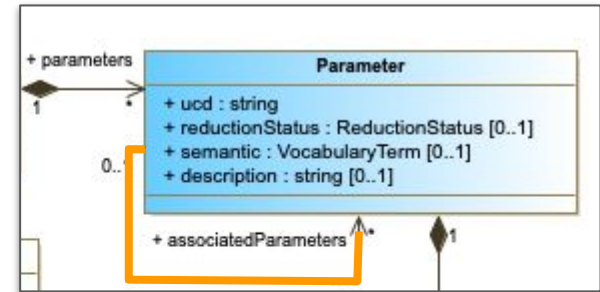 + parameters
1
*
Parameter
+ ucd : string
+ reductionStatus : ReductionStatus [0..1]
+ semantic : VocabularyTerm [0..1]
+ description : string [0..1]
0..
+ associatedParameters
*
1